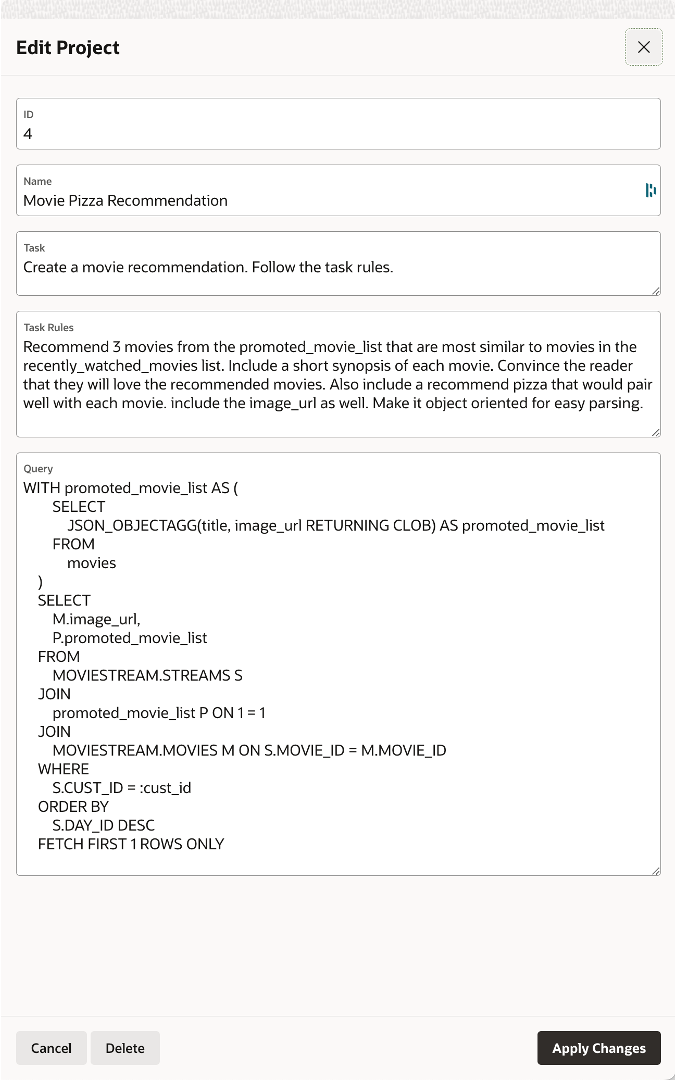 Edit Project
ID
4
Name
Movie Pizza Recommendation
Task
Create a movie recommendation. Follow the task rules.
Task Rules
Recommend 3 movies from the promoted_movie_list that are most similar to movies in the
recently_watched_movies list. Include a short synopsis of each movie. Convince the reader
that they will love the recommended movies. Also include a recommend pizza that would pair
well with each movie. include the image_url as well. Make it object oriented for easy parsing.
Query
WITH promoted_movie_list AS (
SELECT
JSON_OBJECTAGG(title, image_url RETURNING CLOB) AS promoted_movie_list
FROM
movies
)
SELECT
M.image_url,
P.promoted_movie_list
FROM
MOVIESTREAM.STREAMS S
JOIN
promoted_movie_list P ON 1 = 1
JOIN
MOVIESTREAM.MOVIES M ON S.MOVIE_ID = M.MOVIE_ID
WHERE
S.CUST_ID = :cust_id
ORDER BY
S.DAY_ID DESC
FETCH FIRST 1 ROWS ONLY
Cancel
Delete
Apply Changes